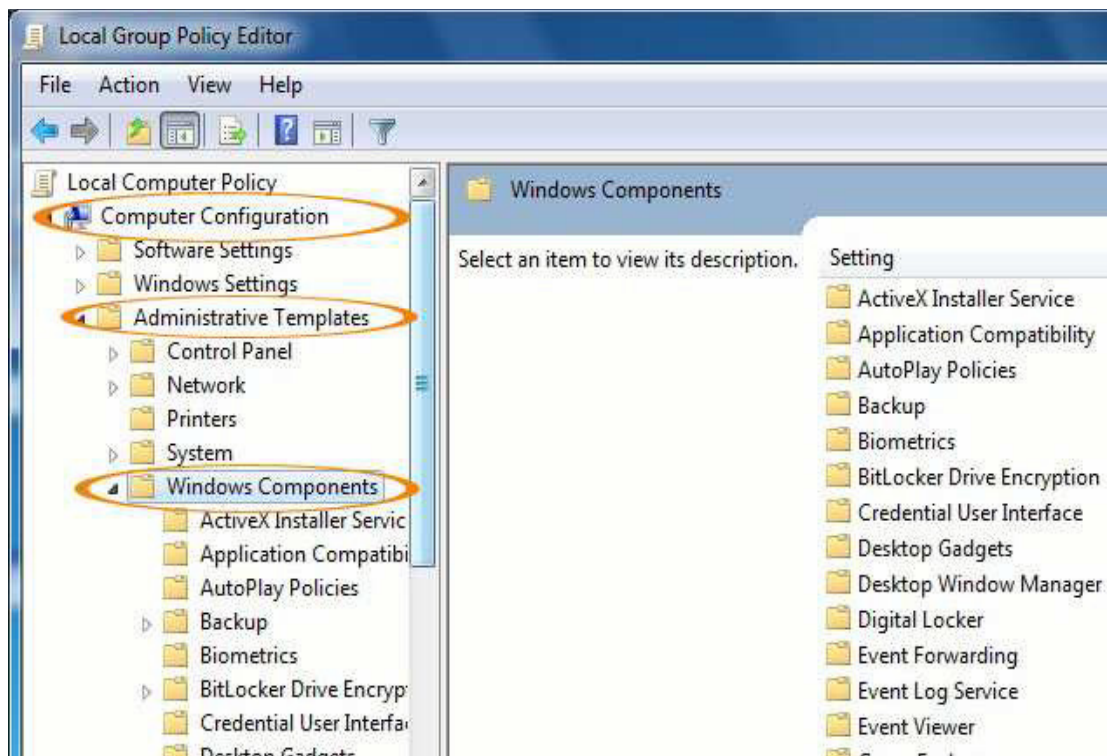 Local Group Policy Editor
File Action View Help
Local Computer Policy
Computer Configuration
Software Settings
Windows Settings
Administrative Templates
Control Panel
Network
Printers
System
Windows Components
ActiveX Installer Servic
Application Compatibi
AutoPlay Policies
Backup
Biometrics
BitLocker Drive Encryp
Credential User Interfa
Desktop Gadgets
Windows Components
Select an item to view its description.
Setting
ActiveX Installer Service
Application Compatibility
AutoPlay Policies
Backup
Biometrics
BitLocker Drive Encryption
Credential User Interface
Desktop Gadgets
Desktop Window Manager
Digital Locker
Event Forwarding
Event Log Service
Event Viewer